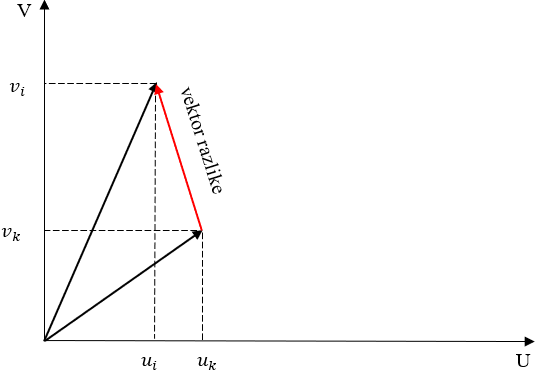 V
v_i
vektor razlike
v_k
u_i
u_k
U